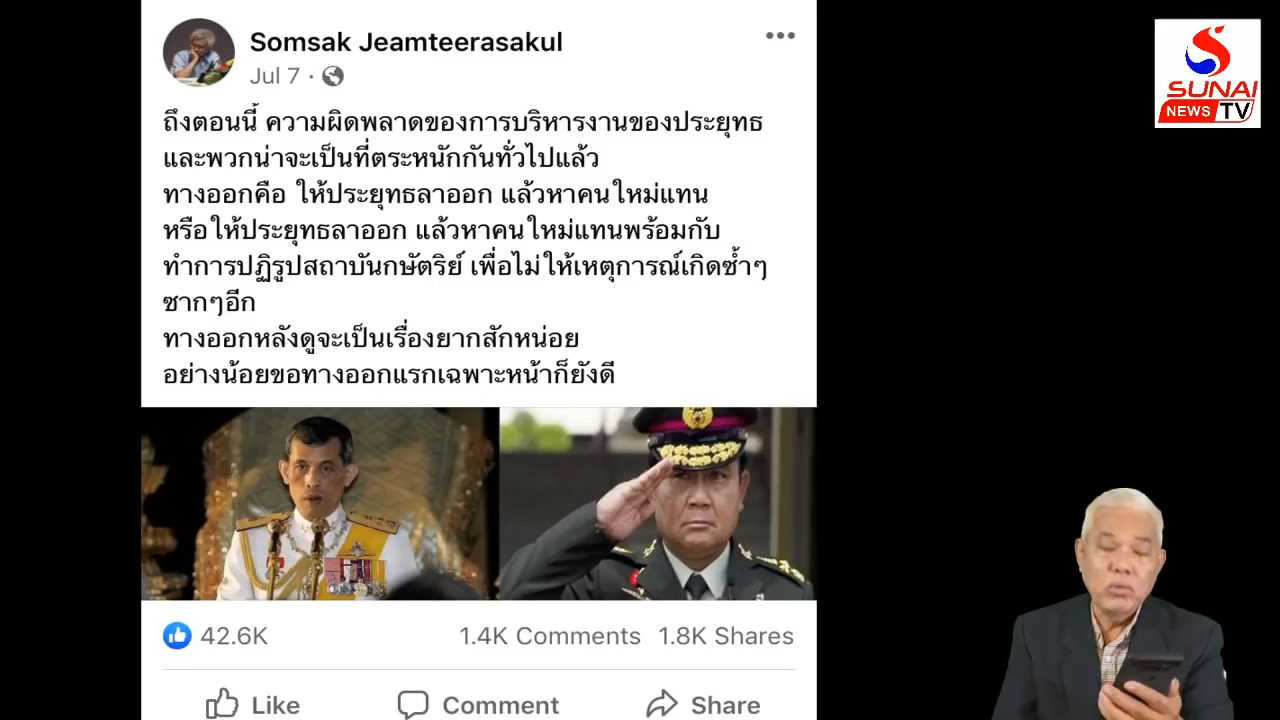 Somsak Jeamteerasakul
Jul 7 ·
ถึงตอนนี้ ความผิดพลาดของการบริหารงานของประยุทธ
และพวกน่าจะเป็นที่ตระหนักกันทั่วไปแล้ว
ทางออกคือ ให้ประยุทธลาออก แล้วหาคนใหม่แทน
หรือให้ประยุทธลาออก แล้วหาคนใหม่แทนพร้อมกับ
ทำการปฏิรูปสถาบันกษัตริย์ เพื่อไม่ให้เหตุการณ์เกิดซ้ำๆ
ซากๆอีก
ทางออกหลังดูจะเป็นเรื่องยากสักหน่อย
อย่างน้อยขอทางออกแรกเฉพาะหน้าก็ยังดี
42.6K 1.4K Comments 1.8K Shares
Like Comment Share
SUNAI
NEWS TV